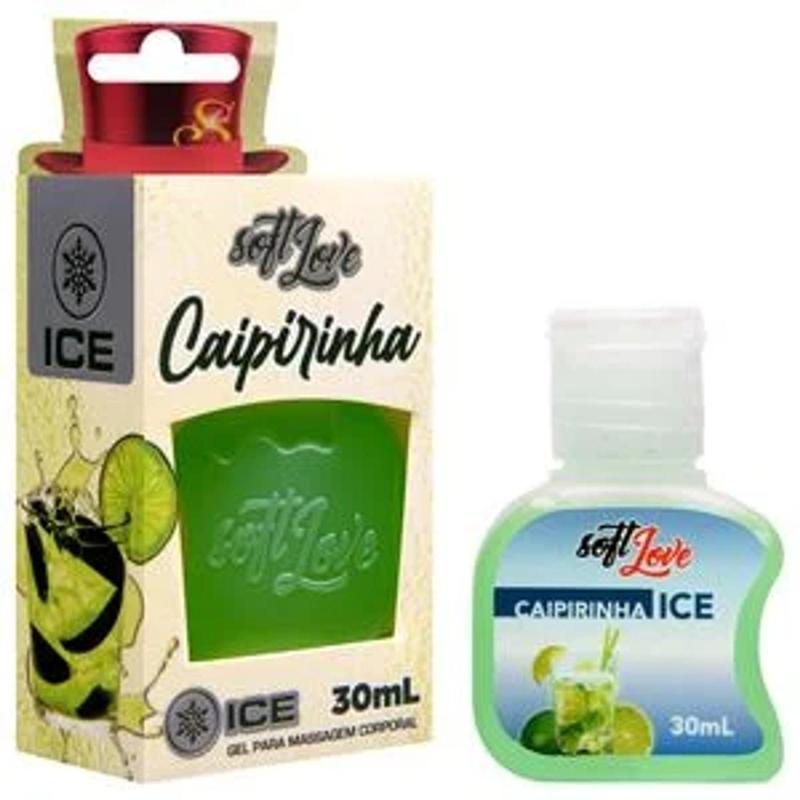 S
soft Love
Caipirinha
ICE
soft Love
ICE 30mL
GEL PARA MASSAGEM CORPORAL
soft Love
CAIPIRINHA ICE
30mL